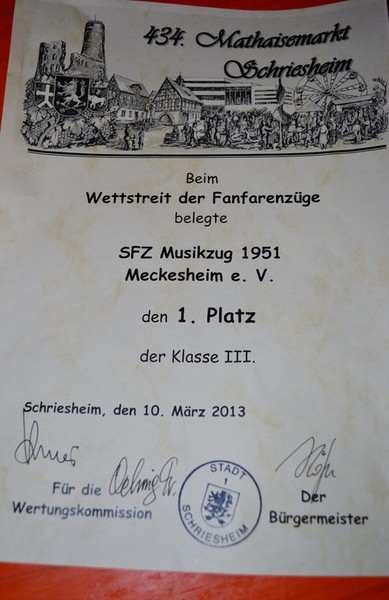 434. Mathaisemarkt
Schriesheim
Beim
Wettstreit der Fanfarenzüge
belegte
SFZ Musikzug 1951
Meckesheim e. V.
den 1. Platz
der Klasse III.
Schriesheim, den 10. März 2013
Für die
Wertungskommission
STADT
1
SCHRIESHEIM
Der
Bürgermeister